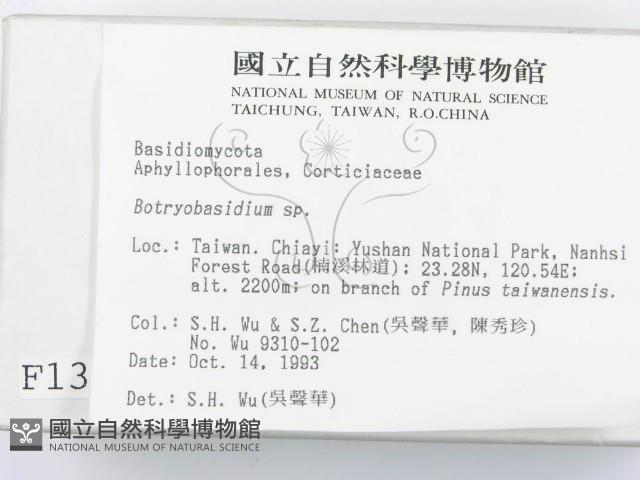 國立自然科學博物館
NATIONAL MUSEUM OF NATURAL SCIENCE
TAICHUNG, TAIWAN, R.O.CHINA
Basidiomycota
Aphyllophorales, Corticiaceae
Botryobasidium sp.
Loc.: Taiwan. Chiayi: Yushan National Park, Nanhsi
Forest Road(楠溪林道); 23.28N, 120.54E;
alt. 2200m; on branch of Pinus taiwanensis.
Col.: S.H. Wu & S.Z. Chen(吳聲華, 陳秀珍)
No. Wu 9310-102
Date: Oct. 14, 1993
F13
Det.: S.H. Wu(吳聲華)
國立自然科學博物館
NATIONAL MUSEUM OF NATURAL SCIENCE